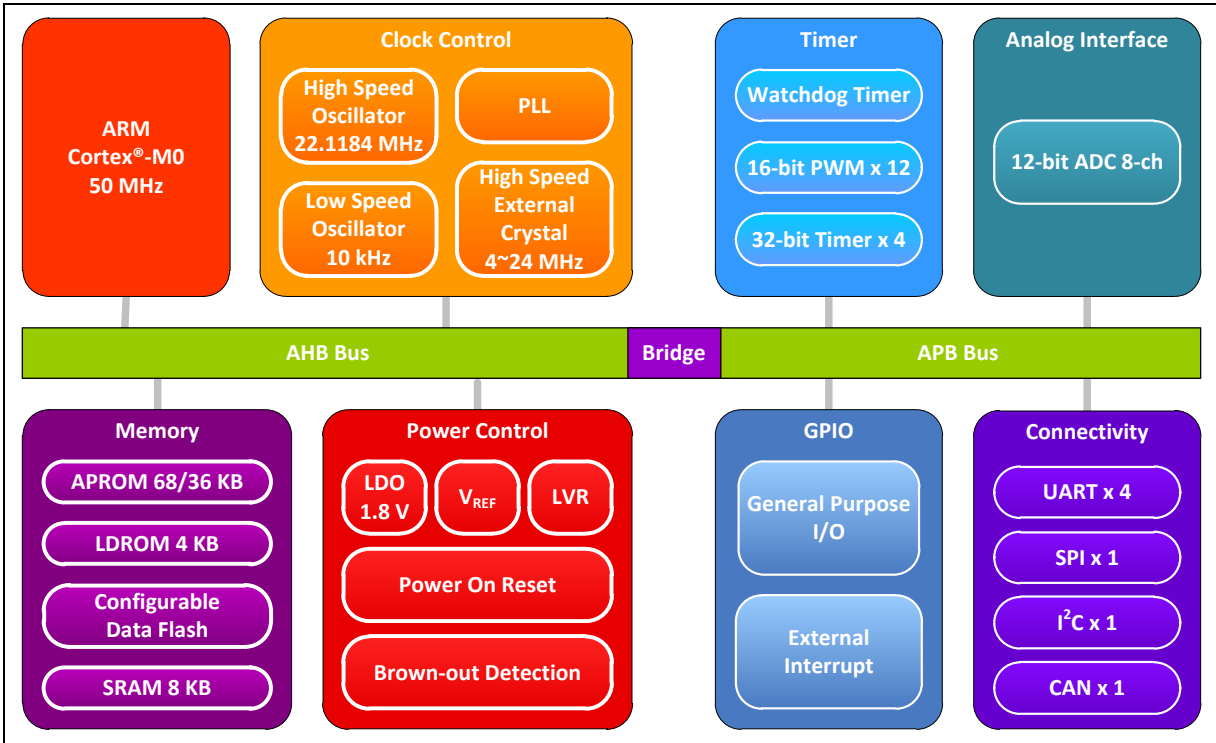 ARM
Cortex®-M0
50 MHz
Clock Control
High Speed
Oscillator
22.1184 MHz
PLL
Low Speed
Oscillator
10 kHz
High Speed
External
Crystal
4~24 MHz
Timer
Watchdog Timer
16-bit PWM x 12
32-bit Timer x 4
Analog Interface
12-bit ADC 8-ch
AHB Bus
Bridge
APB Bus
Memory
APROM 68/36 KB
LDROM 4 KB
Configurable
Data Flash
SRAM 8 KB
Power Control
LDO
1.8 V
VREF
LVR
Power On Reset
Brown-out Detection
GPIO
General Purpose
I/O
External
Interrupt
Connectivity
UART x 4
SPI x 1
I²C x 1
CAN x 1